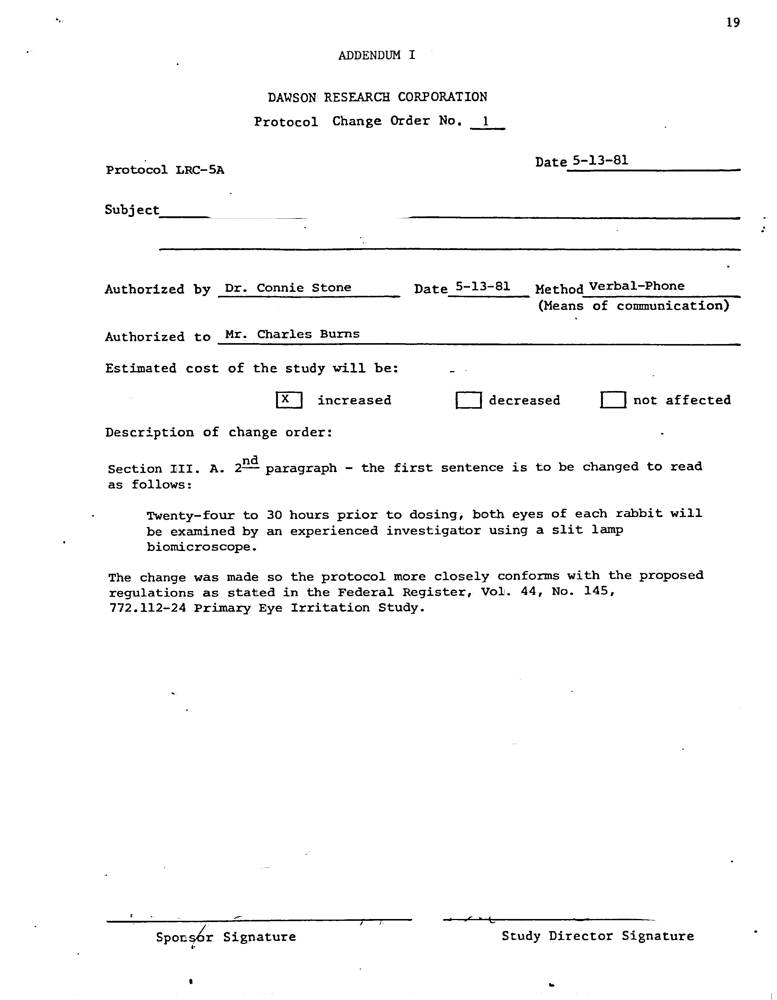 19
ADDENDUM I
DAWSON RESEARCH CORPORATION
Protocol Change Order No. 1
Protocol LRC-5A
Date 5-13-81
Subject
Authorized by Dr. Connie Stone Date 5-13-81 Method Verbal-Phone
(Means of communication)
Authorized to Mr. Charles Burns
Estimated cost of the study will be:
X increased decreased not affected
Description of change order:
Section III. A. 2nd paragraph - the first sentence is to be changed to read
as follows:
Twenty-four to 30 hours prior to dosing, both eyes of each rabbit will
be examined by an experienced investigator using a slit lamp
biomicroscope.
The change was made so the protocol more closely conforms with the proposed
regulations as stated in the Federal Register, Vol. 44, No. 145,
772.112-24 Primary Eye Irritation Study.
Sponsor Signature Study Director Signature